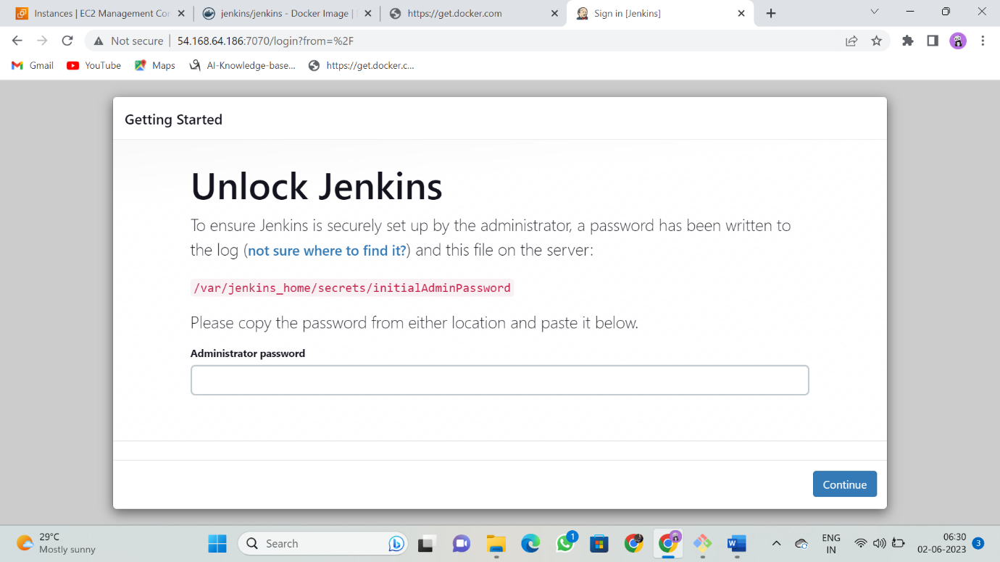 Instances | EC2 Management Con
jenkins/jenkins - Docker Image |
https://get.docker.com
Sign in [Jenkins]
Not secure | 54.168.64.186:7070/login?from=%2F
Gmail
YouTube
Maps
AI-Knowledge-base...
https://get.docker.c...
Getting Started
Unlock Jenkins
To ensure Jenkins is securely set up by the administrator, a password has been written to
the log (not sure where to find it?) and this file on the server:
/var/jenkins_home/secrets/initialAdminPassword
Please copy the password from either location and paste it below.
Administrator password
Continue
29°C
Mostly sunny
Search
1
ENG
IN
06:30
02-06-2023
3